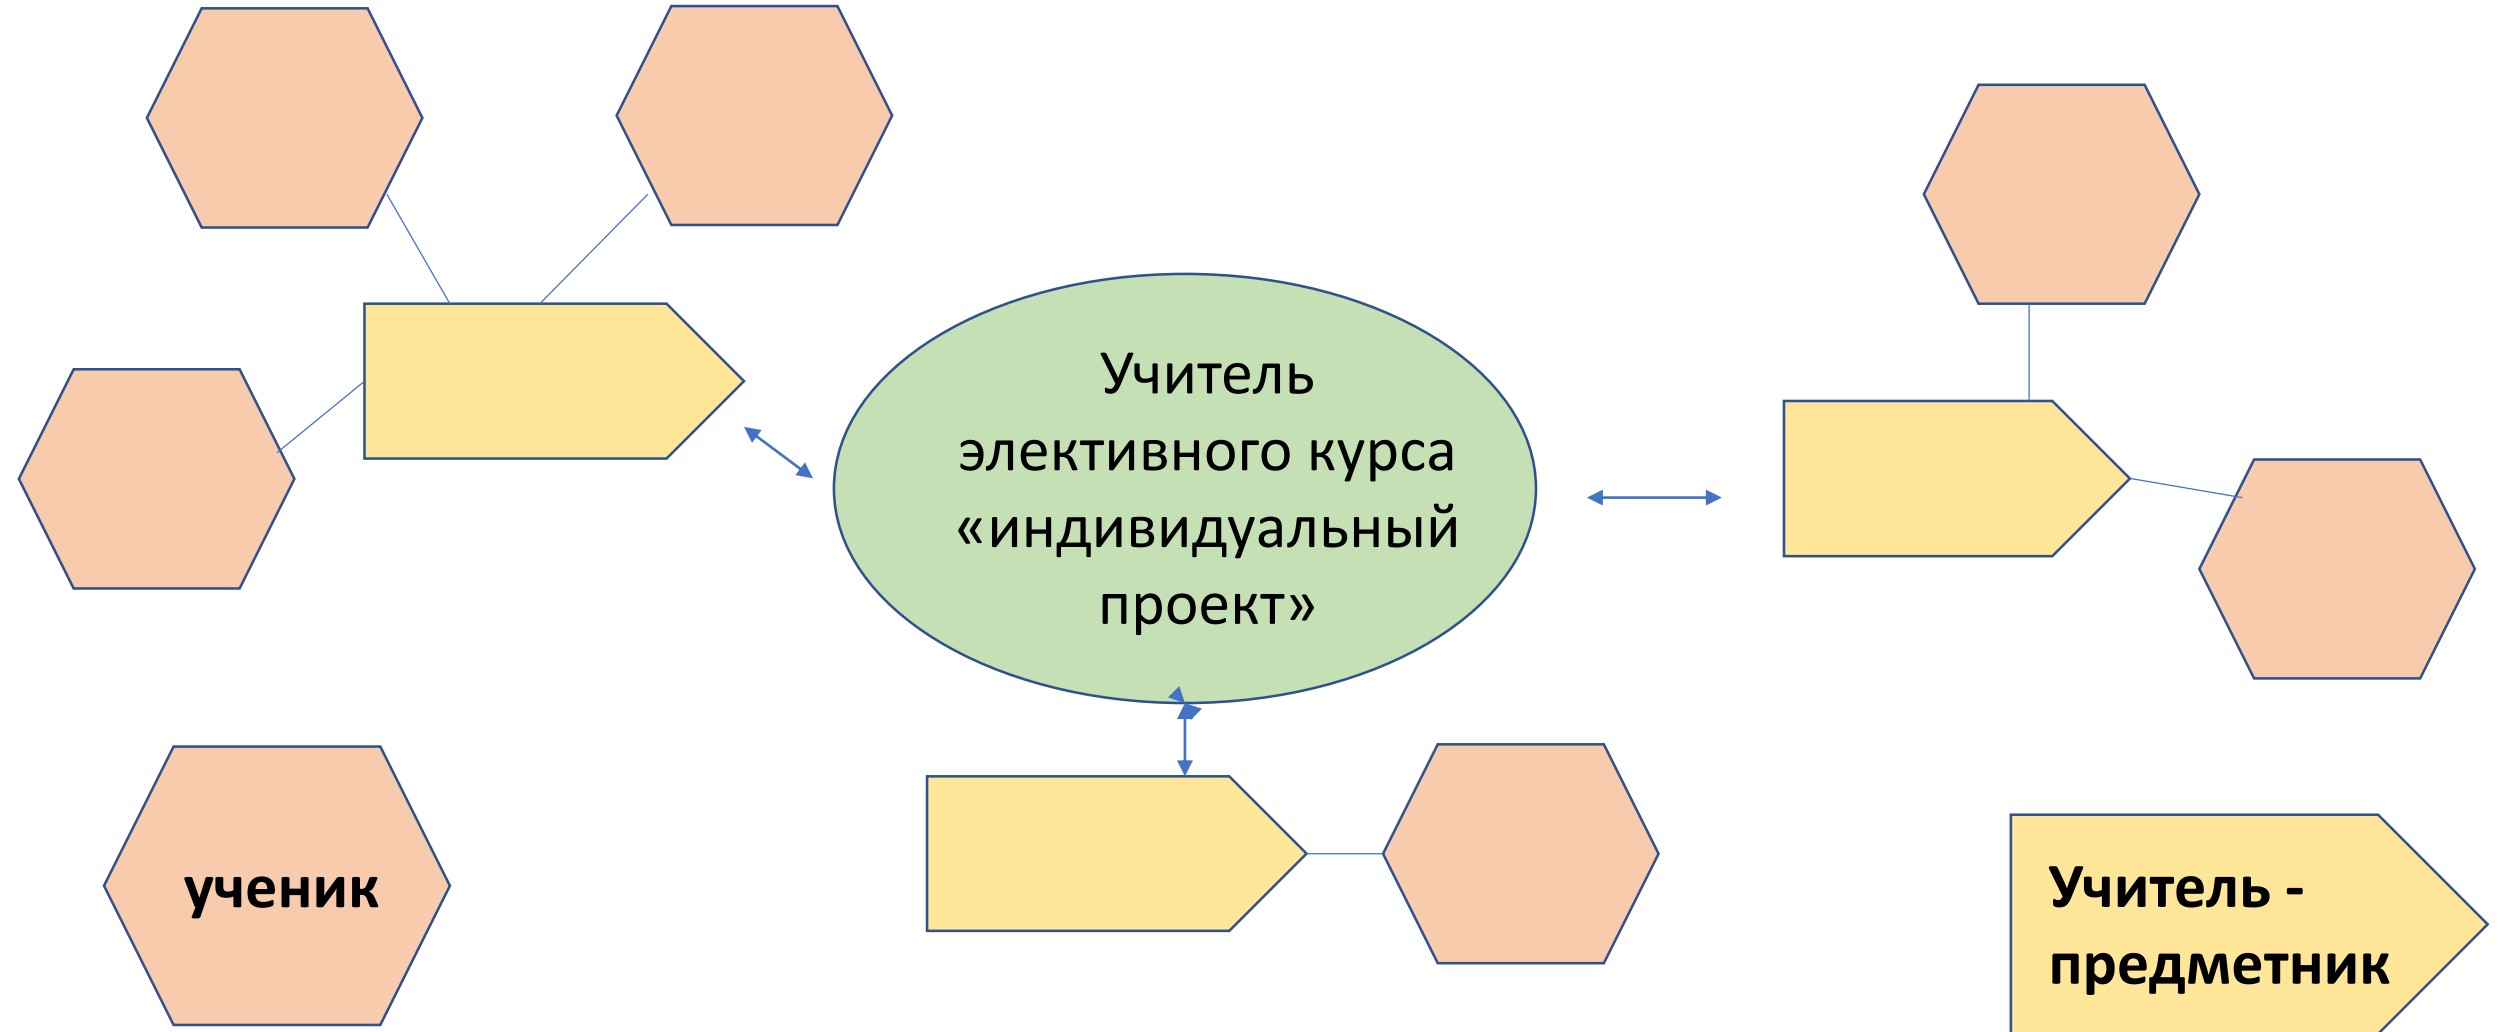 Учитель
элективного курса
«индивидуальный
проект»
ученик
Учитель -
предметник